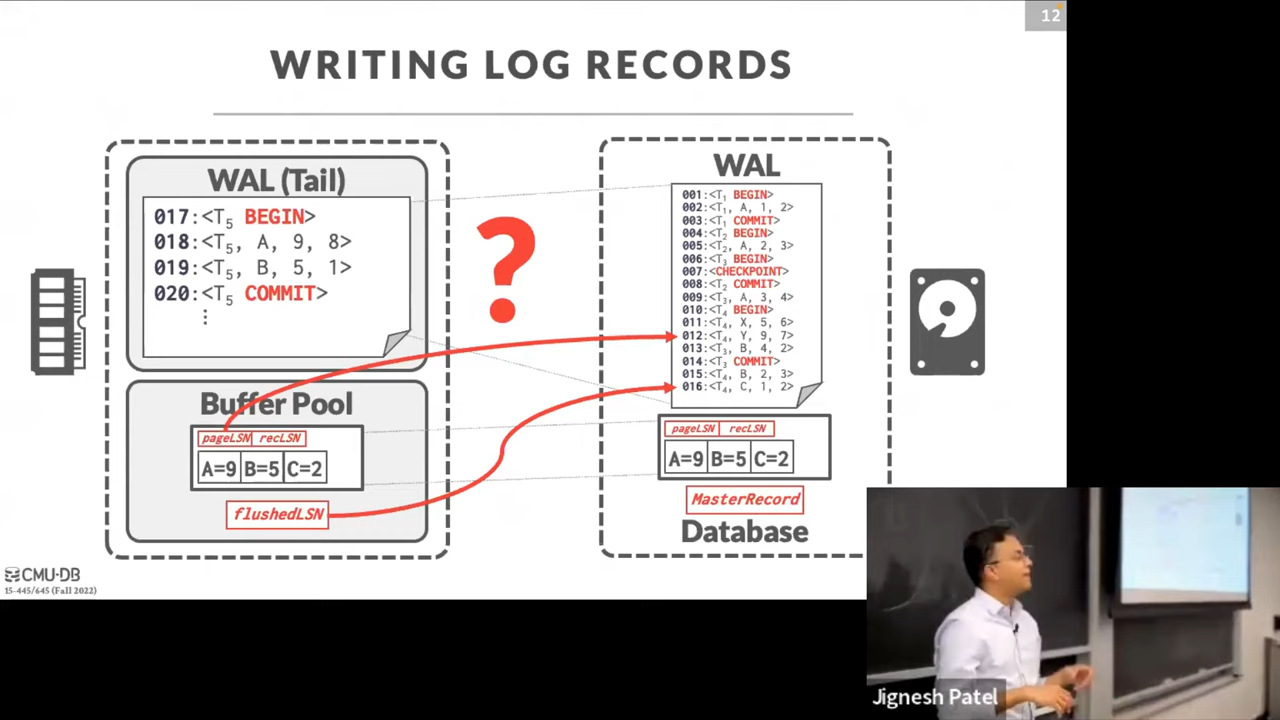 12
WRITING LOG RECORDS
WAL (Tail)
017:<T5 BEGIN>
018:<T5, A, 9, 8>
019:<T5, B, 5, 1>
020:<T5 COMMIT>
⋮
?
Buffer Pool
pageLSN recLSN
A=9 B=5 C=2
flushedLSN
WAL
001:<T1 BEGIN>
002:<T1, A, 1, 2>
003:<T1 COMMIT>
004:<T2 BEGIN>
005:<T2, A, 2, 3>
006:<T3 BEGIN>
007:<CHECKPOINT>
008:<T2 COMMIT>
009:<T3, A, 3, 4>
010:<T4 BEGIN>
011:<T4, X, 5, 6>
012:<T4, Y, 9, 7>
013:<T3, B, 4, 2>
014:<T3 COMMIT>
015:<T4, B, 2, 3>
016:<T4, C, 1, 2>
pageLSN recLSN
A=9 B=5 C=2
MasterRecord
Database
CMU·DB
15-445/645 (Fall 2022)
Jignesh Patel